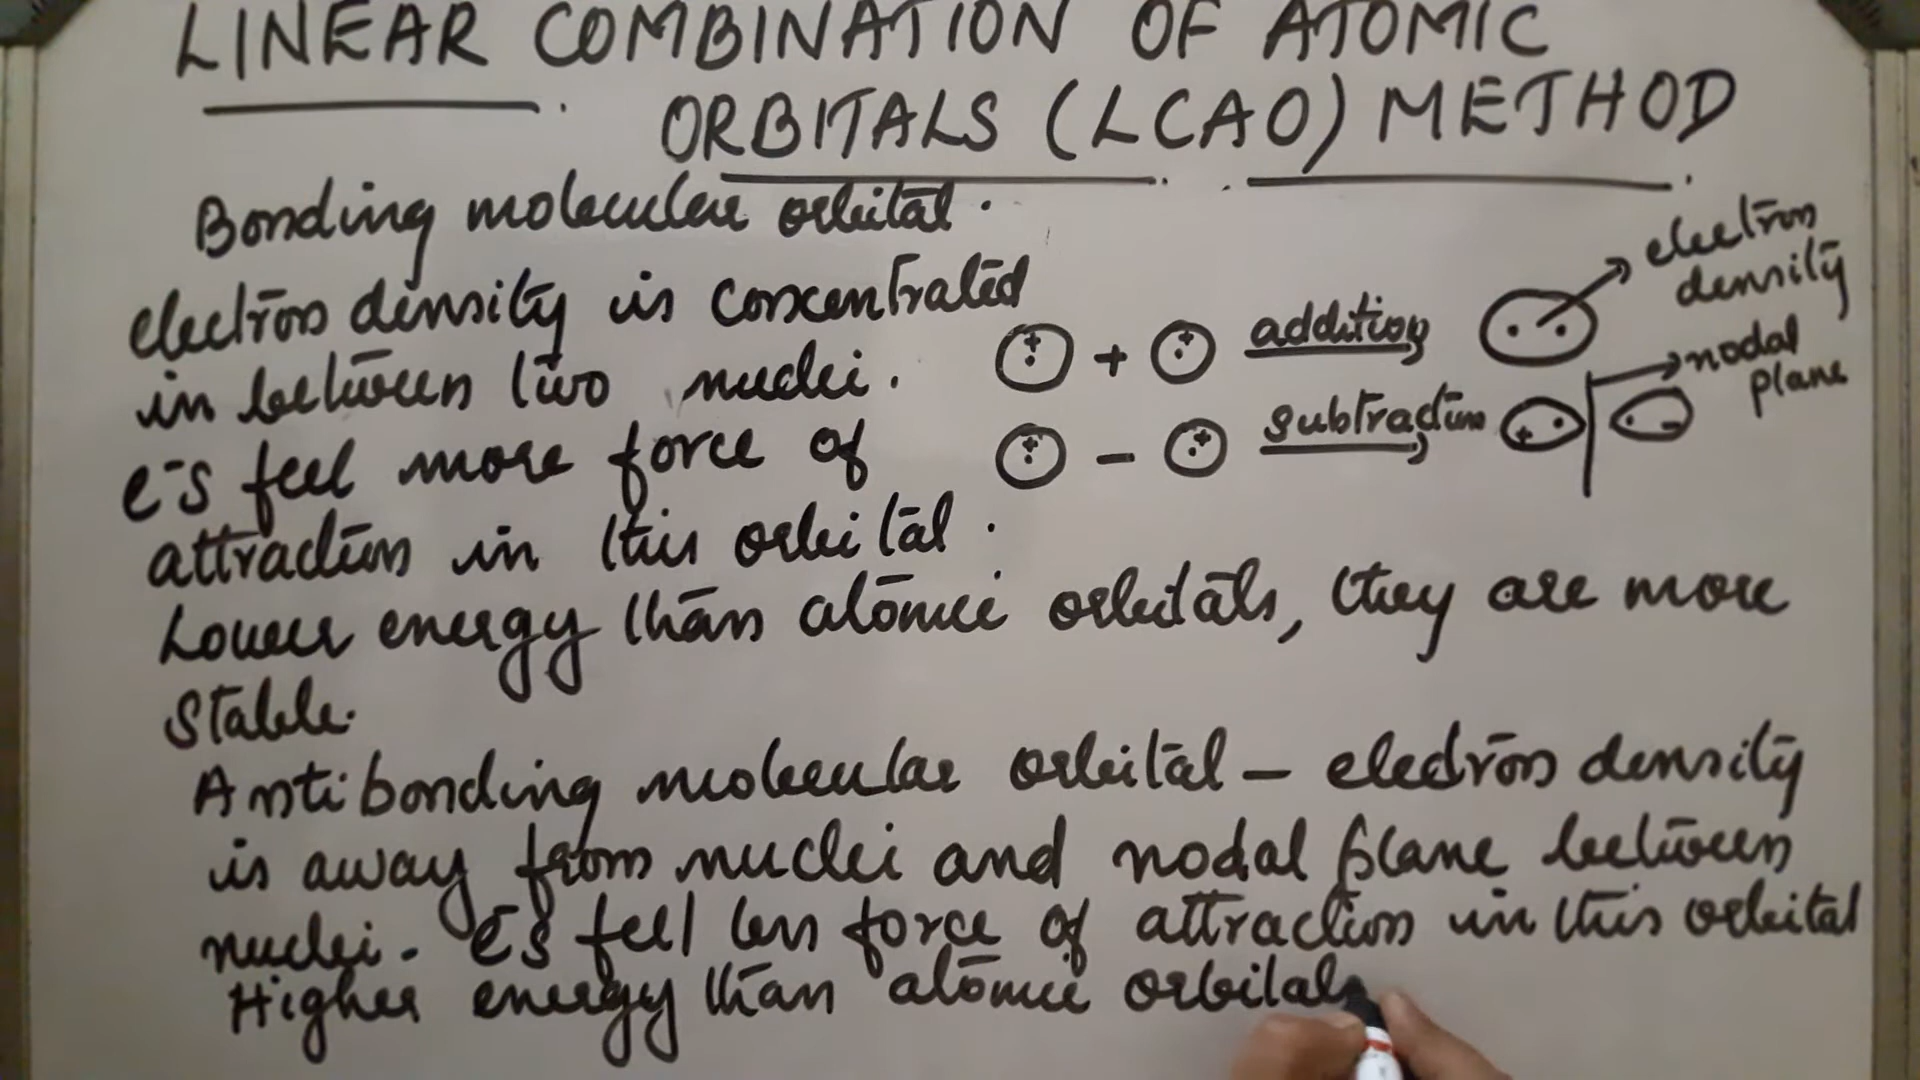 LINEAR COMBINATION OF ATOMIC
ORBITALS (LCAO) METHOD
Bonding molecular orbital.
electron density is concentrated
in between two nuclei.
e-s feel more force of
attraction in this orbital.
Lower energy than atomic orbitals, they are more
stable.
+ + + addition
electron
density
+ - + subtraction
+ -
nodal
plane
Antibonding molecular orbital – electron density
is away from nuclei and nodal plane between
nuclei. e-s feel less force of attraction in this orbital
Higher energy than atomic orbitals